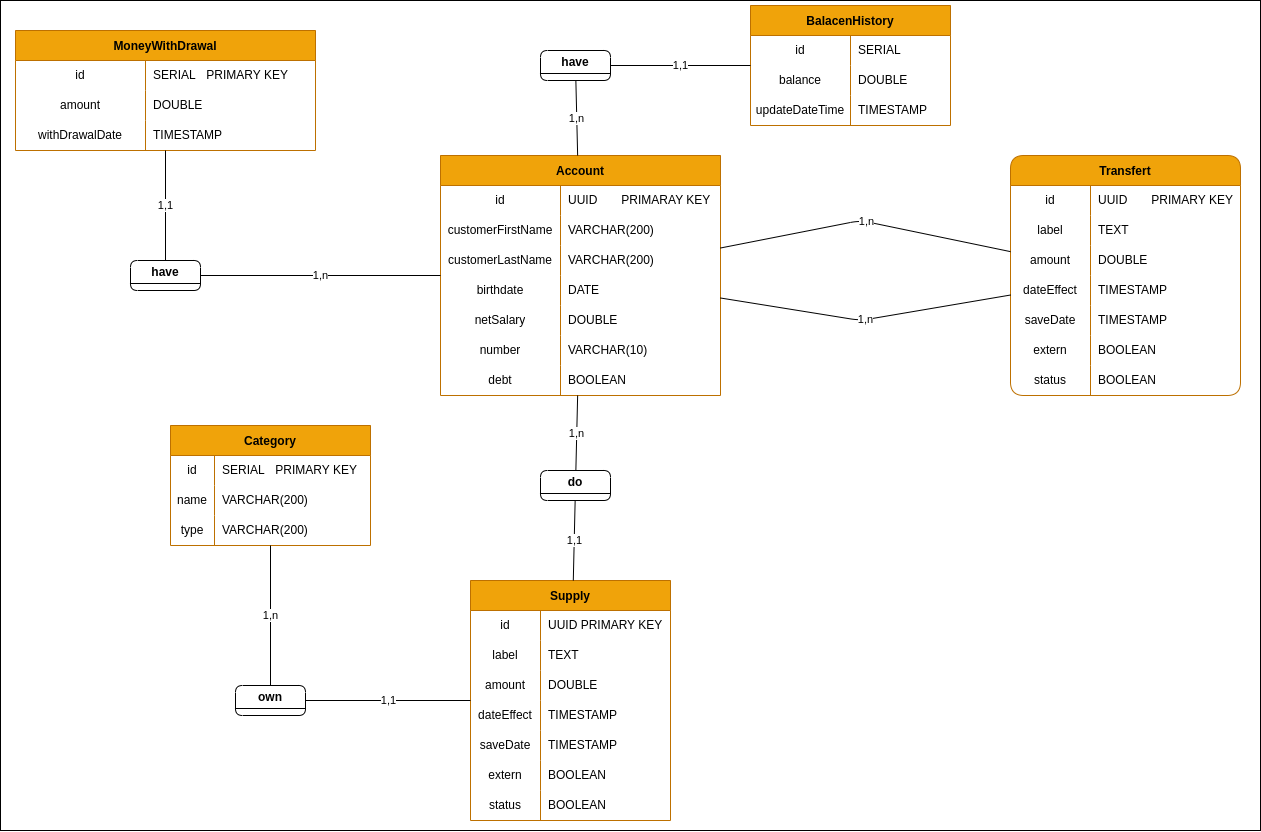 MoneyWithDrawal
id SERIAL PRIMARY KEY
amount DOUBLE
withDrawalDate TIMESTAMP
1,1
have
1,n
have
1,1
1,n
BalacenHistory
id SERIAL
balance DOUBLE
updateDateTime TIMESTAMP
Account
id UUID PRIMARAY KEY
customerFirstName VARCHAR(200)
customerLastName VARCHAR(200)
birthdate DATE
netSalary DOUBLE
number VARCHAR(10)
debt BOOLEAN
1,n
1,n
Transfert
id UUID PRIMARY KEY
label TEXT
amount DOUBLE
dateEffect TIMESTAMP
saveDate TIMESTAMP
extern BOOLEAN
status BOOLEAN
1,n
do
1,1
Category
id SERIAL PRIMARY KEY
name VARCHAR(200)
type VARCHAR(200)
1,n
own
1,1
Supply
id UUID PRIMARY KEY
label TEXT
amount DOUBLE
dateEffect TIMESTAMP
saveDate TIMESTAMP
extern BOOLEAN
status BOOLEAN